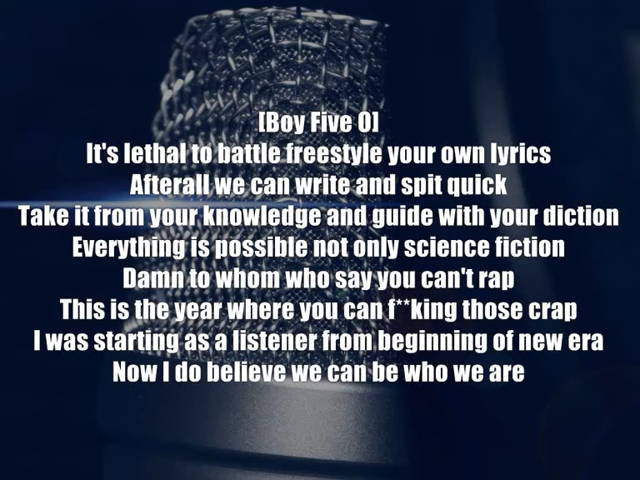 [Boy Five O]
It's lethal to battle freestyle your own lyrics
Afterall we can write and spit quick
Take it from your knowledge and guide with your diction
Everything is possible not only science fiction
Damn to whom who say you can't rap
This is the year where you can f**king those crap
I was starting as a listener from beginning of new era
Now I do believe we can be who we are